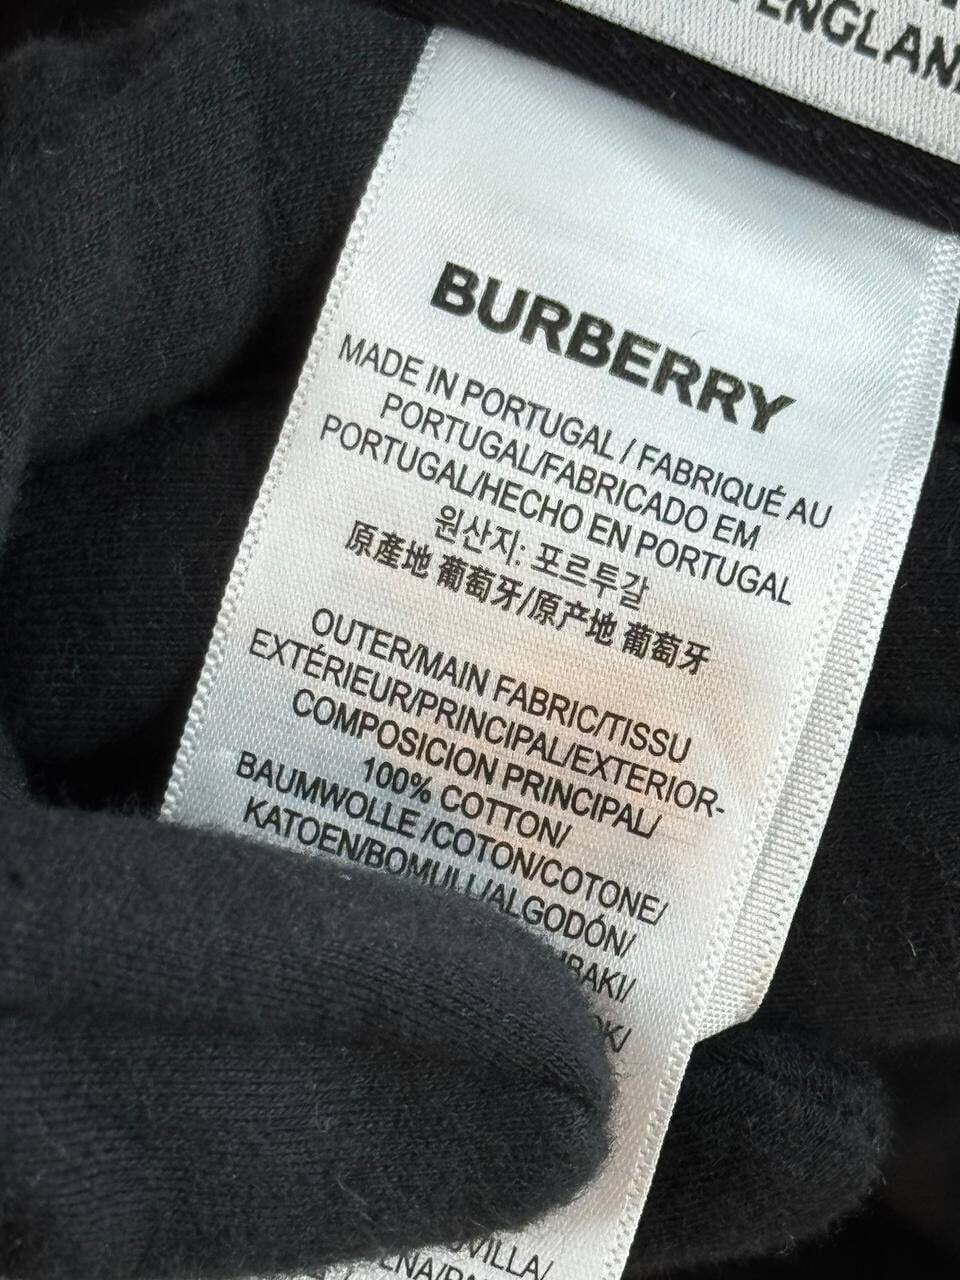 ENGLAND
BURBERRY
MADE IN PORTUGAL / FABRIQUÉ AU
PORTUGAL/FABRICADO EM
PORTUGAL/HECHO EN PORTUGAL
원산지: 포르투갈
原產地 葡萄牙/原产地 葡萄牙
OUTER/MAIN FABRIC/TISSU
EXTÉRIEUR/PRINCIPAL/EXTERIOR-
COMPOSICION PRINCIPAL/
100% COTTON/
BAUMWOLLE /COTON/COTONE/
KATOEN/BOMULL/ALGODÓN/